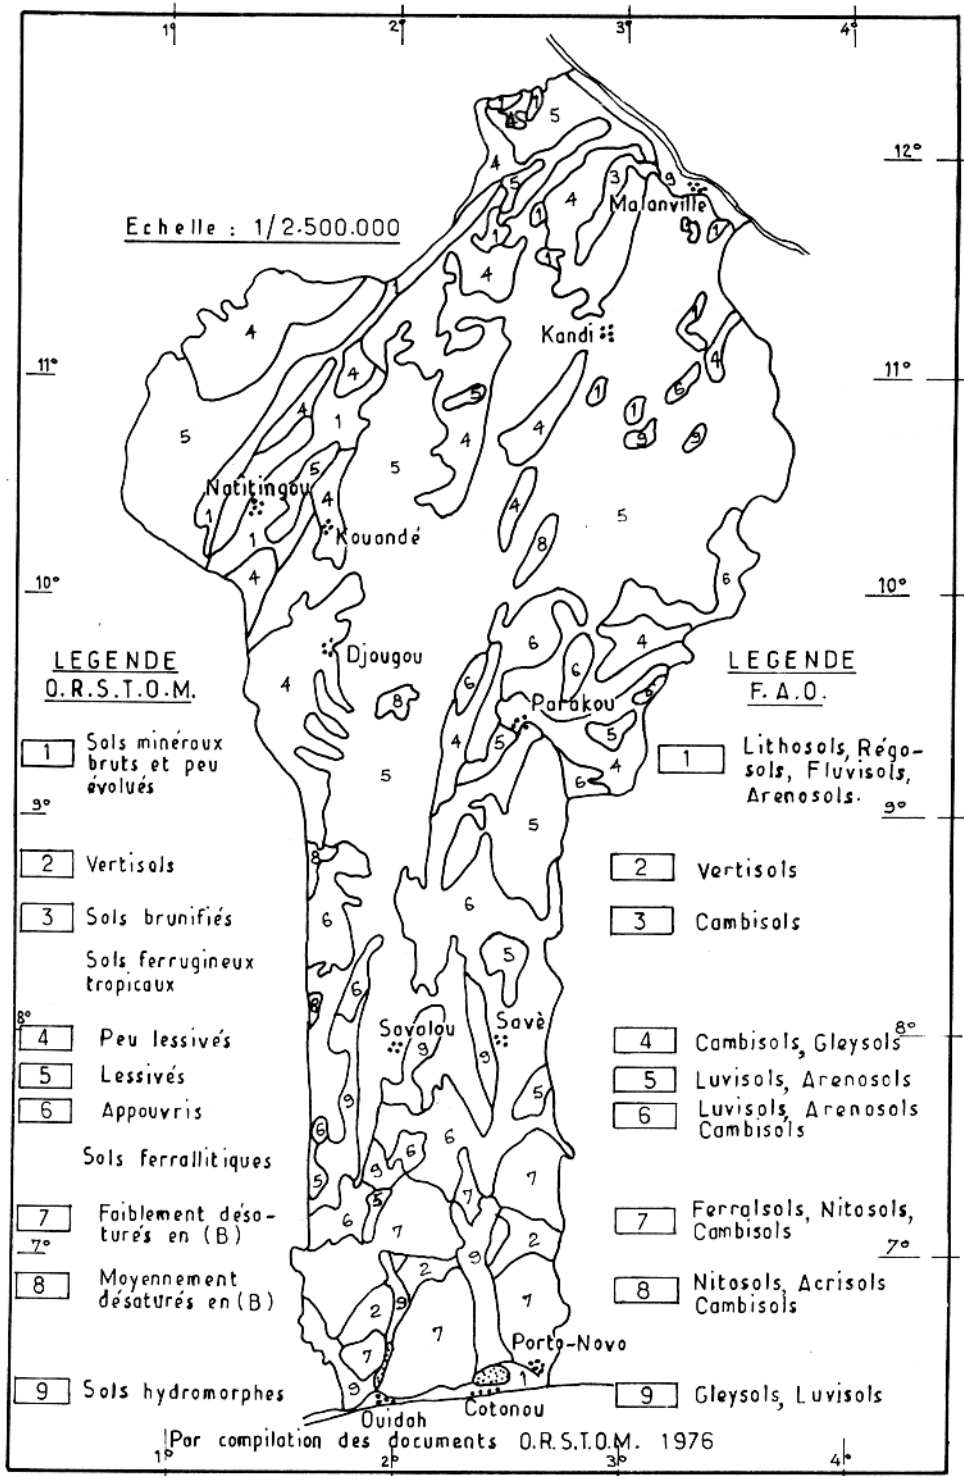 1° 2° 3° 4°
12°
Malanville
Echelle : 1/2.500.000
Kandi
11° 11°
Natitingou
Kouandé
10° 10°
Djougou
LEGENDE
O.R.S.T.O.M.
LEGENDE
F.A.O.
Parakou
1 Sols minéraux
bruts et peu
évolués
1 Lithosols, Régo-
sols, Fluvisols,
Arenosols.
9° 9°
2 Vertisols
2 Vertisols
3 Sols brunifiés
3 Cambisols
Sols ferrugineux
tropicaux
8° Savalou Savè 8°
4 Peu lessivés
4 Cambisols, Gleysols
5 Lessivés
5 Luvisols, Arenosols
6 Appouvris
6 Luvisols, Arenosols
Cambisols
Sols ferrallitiques
7 Faiblement désa-
turés en (B)
7 Ferralsols, Nitosols,
Cambisols
7° 7°
8 Moyennement
désaturés en (B)
8 Nitosols, Acrisols
Cambisols
Porto-Novo
9 Sols hydromorphes
9 Gleysols, Luvisols
Ouidah Cotonou
Par compilation des documents O.R.S.T.O.M. 1976
1° 2° 3° 4°